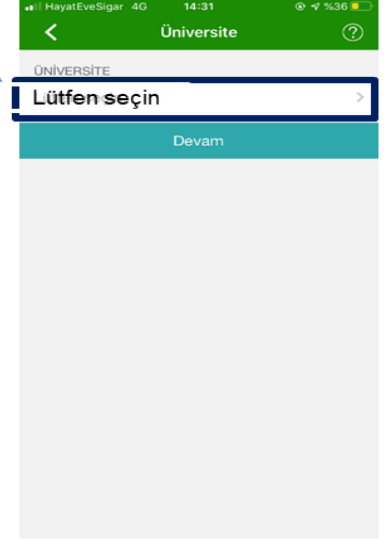 HayatEveSigar 4G 14:31 %36
Üniversite
ÜNİVERSİTE
Lütfen seçin
Devam